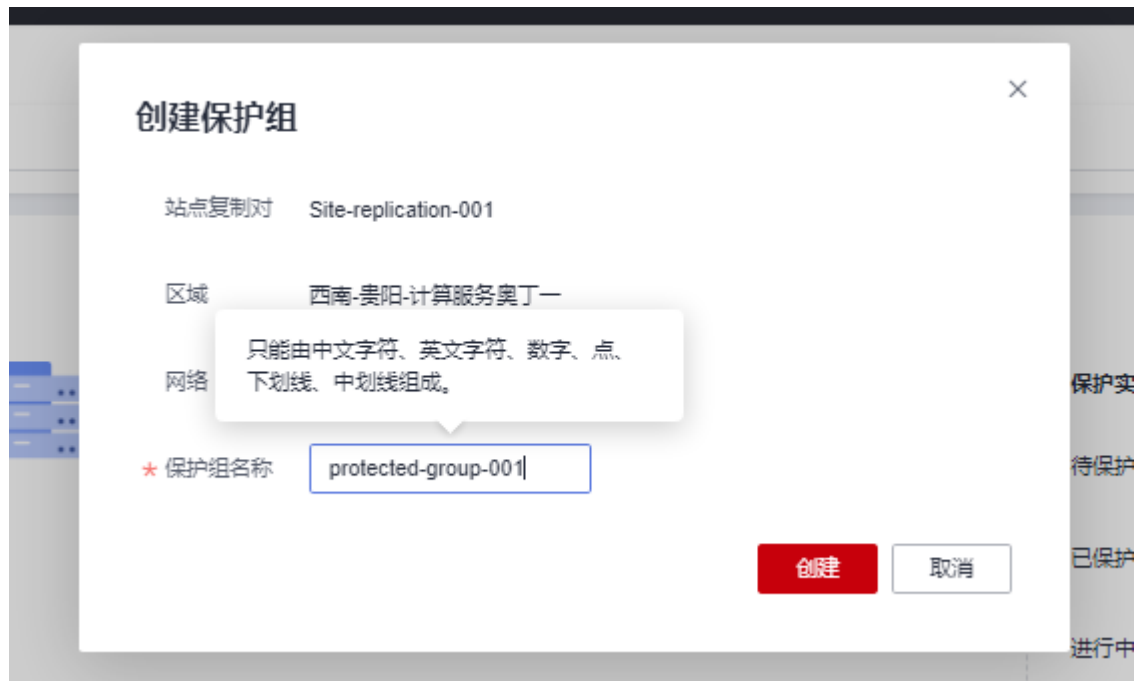 创建保护组
站点复制对 Site-replication-001
区域 西南-贵阳-计算服务奥丁一
只能由中文字符、英文字符、数字、点、
下划线、中划线组成。
网络
保护组名称 protected-group-001
创建 取消
保护实
待保护
已保护
进行中